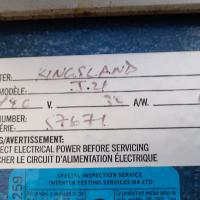 TER: KINGSLAND
MODÈLE: J.21
V. 32 A/W.
NUMBER: 57671
SÉRIE:
G/AVERTISSEMENT:
ECT ELECTRICAL POWER BEFORE SERVICING
CHER LE CIRCUIT D'ALIMENTATION ÉLECTRIQUE
SPECIAL INSPECTION SERVICE
INTERTEK TESTING SERVICES NA LTD
259